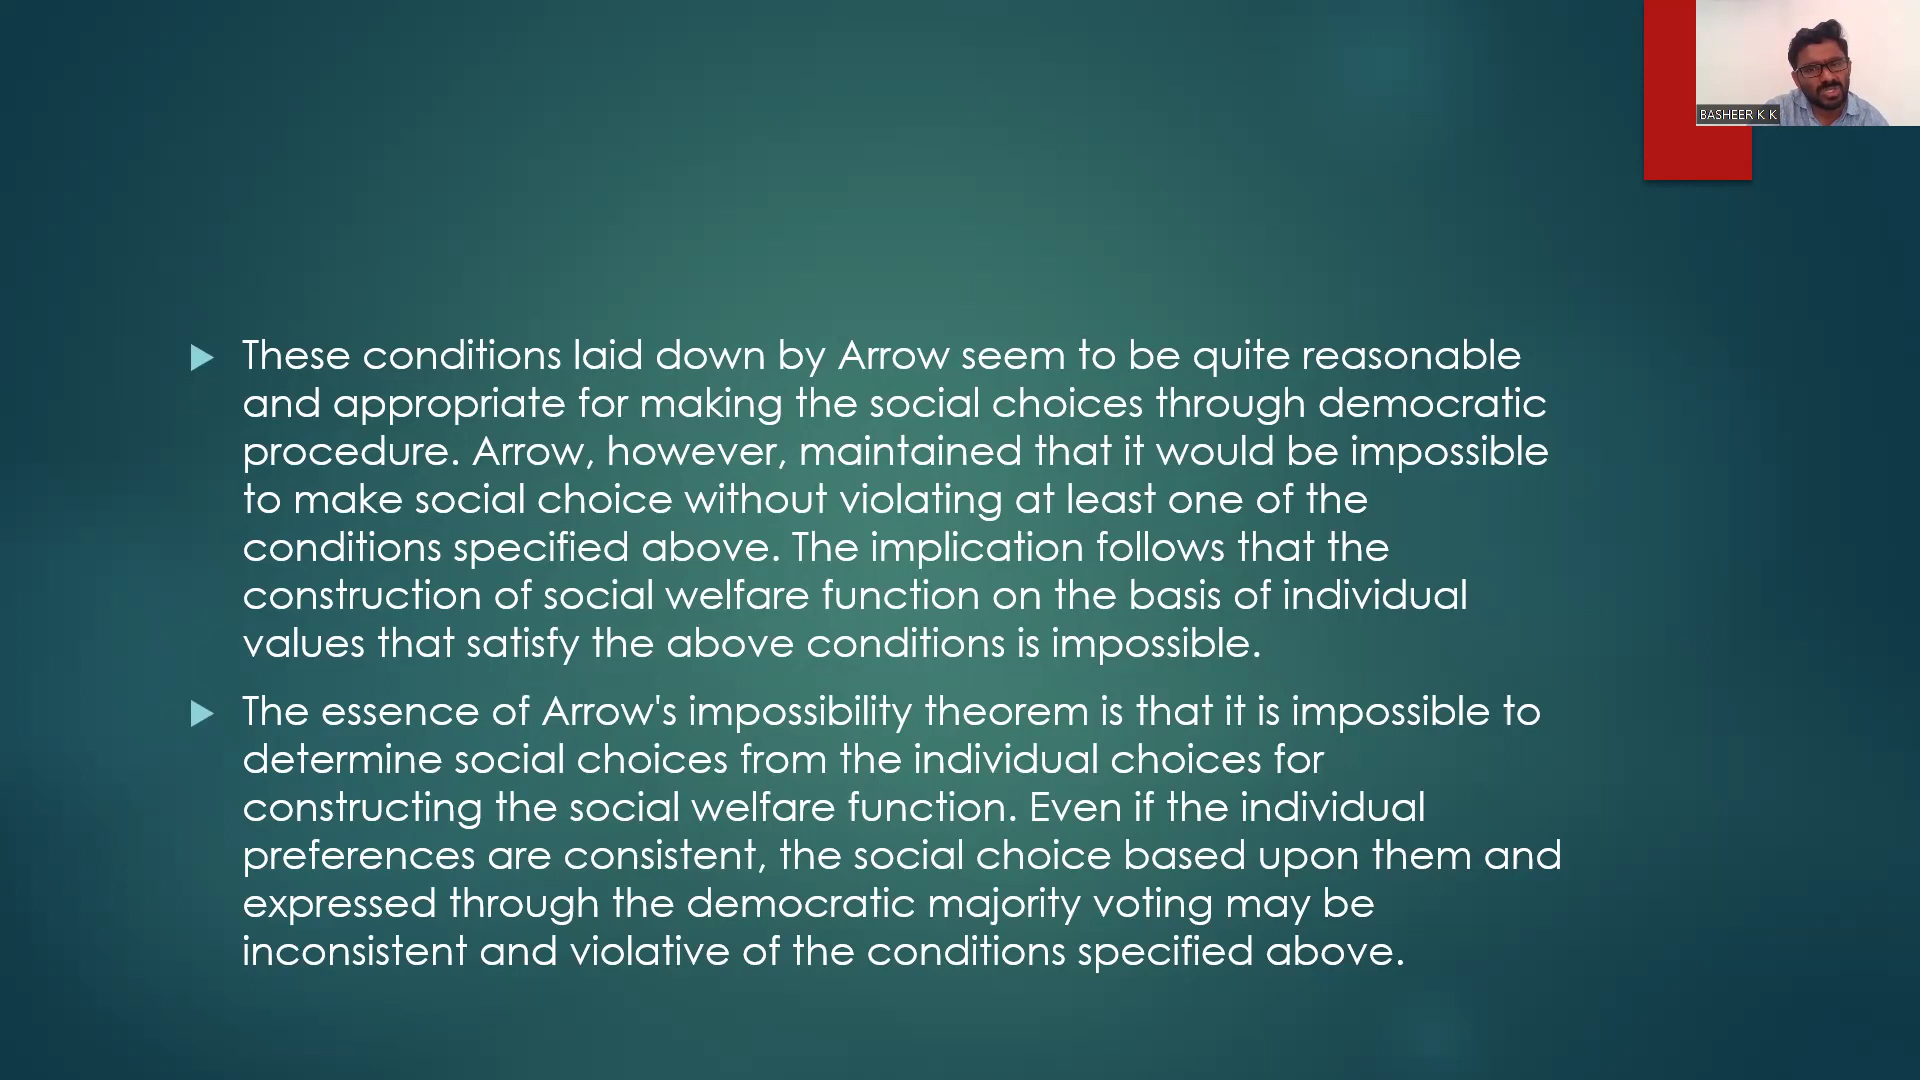 BASHEER K K
These conditions laid down by Arrow seem to be quite reasonable
and appropriate for making the social choices through democratic
procedure. Arrow, however, maintained that it would be impossible
to make social choice without violating at least one of the
conditions specified above. The implication follows that the
construction of social welfare function on the basis of individual
values that satisfy the above conditions is impossible.
The essence of Arrow's impossibility theorem is that it is impossible to
determine social choices from the individual choices for
constructing the social welfare function. Even if the individual
preferences are consistent, the social choice based upon them and
expressed through the democratic majority voting may be
inconsistent and violative of the conditions specified above.